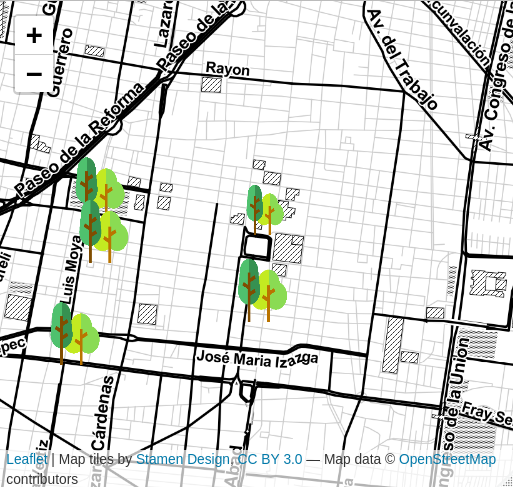 +
−
Guerrero
Lazar
Paseo de la
Av. del Trabajo
cunvalación
Av. Congreso de
Rayon
Paseo de la Reforma
Luis Moya
José Maria Izazga
Cárdenas
so de la Union
Fray Se
Leaflet | Map tiles by Stamen Design, CC BY 3.0 — Map data © OpenStreetMap
contributors